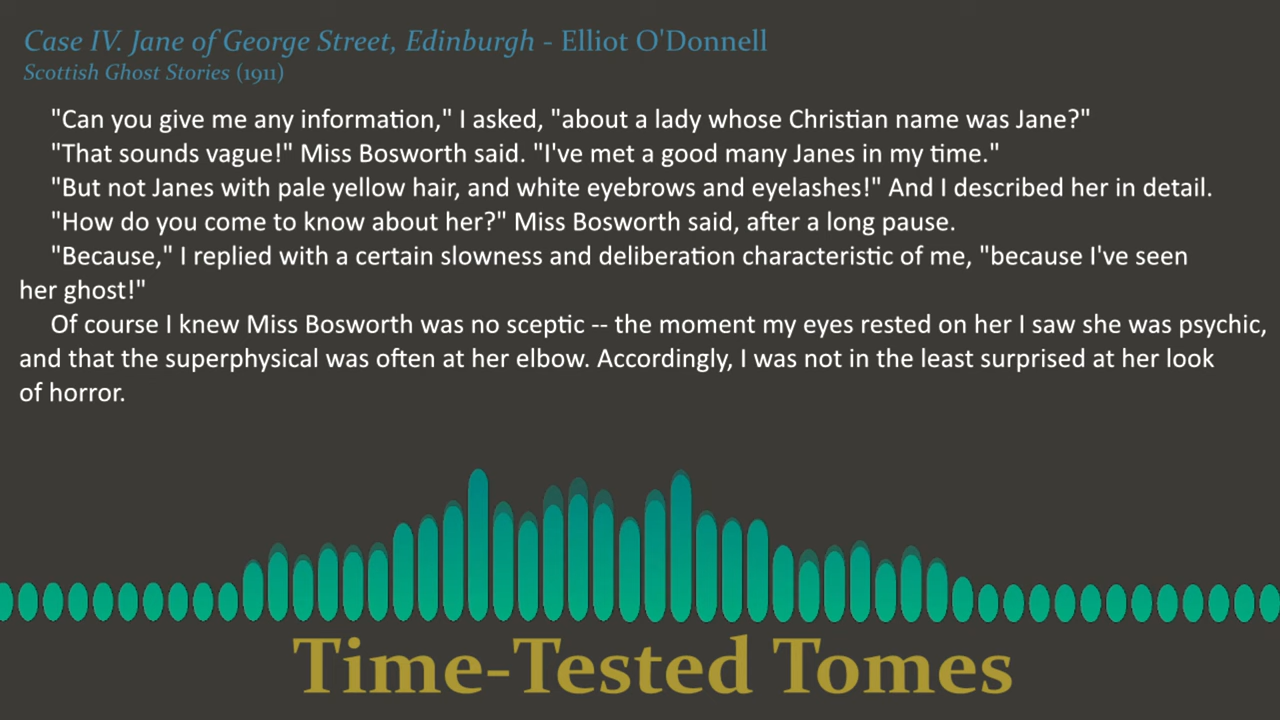 Case IV. Jane of George Street, Edinburgh - Elliot O'Donnell
Scottish Ghost Stories (1911)
"Can you give me any information," I asked, "about a lady whose Christian name was Jane?"
"That sounds vague!" Miss Bosworth said. "I've met a good many Janes in my time."
"But not Janes with pale yellow hair, and white eyebrows and eyelashes!" And I described her in detail.
"How do you come to know about her?" Miss Bosworth said, after a long pause.
"Because," I replied with a certain slowness and deliberation characteristic of me, "because I've seen
her ghost!"
Of course I knew Miss Bosworth was no sceptic -- the moment my eyes rested on her I saw she was psychic,
and that the superphysical was often at her elbow. Accordingly, I was not in the least surprised at her look
of horror.
Time-Tested Tomes